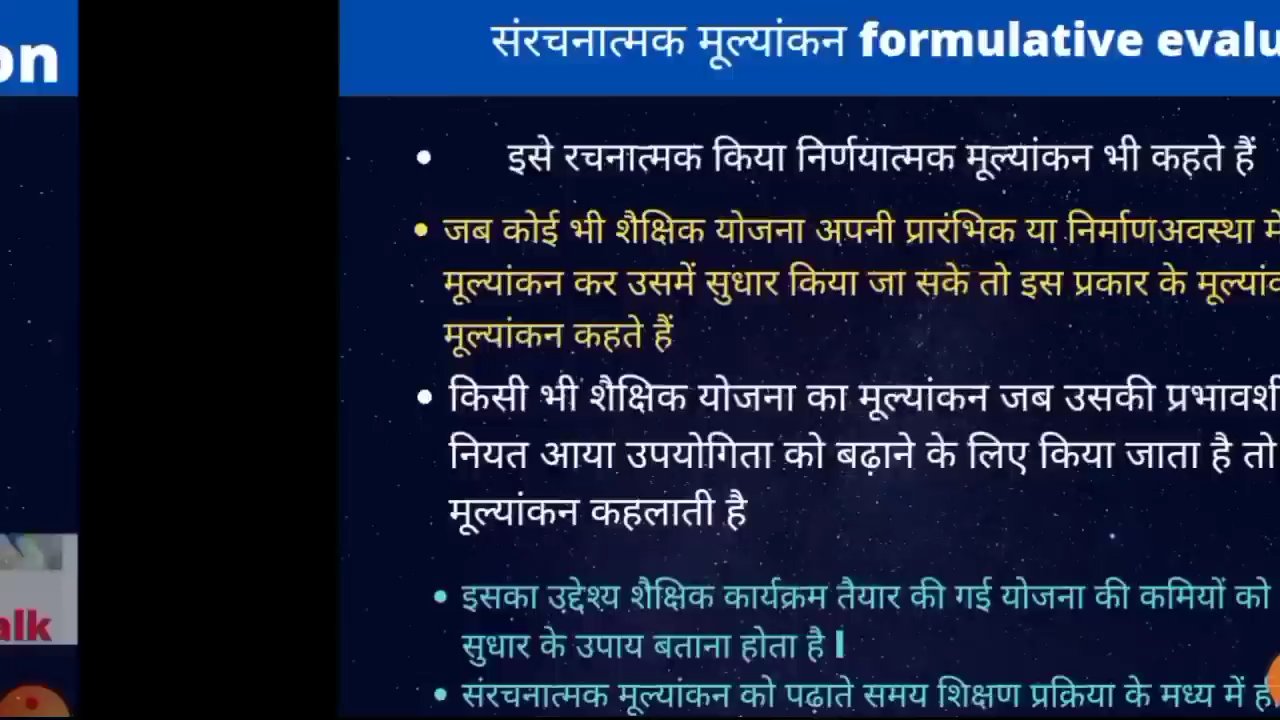 on
संरचनात्मक मूल्यांकन formulative evalu
इसे रचनात्मक किया निर्णयात्मक मूल्यांकन भी कहते हैं
जब कोई भी शैक्षिक योजना अपनी प्रारंभिक या निर्माणअवस्था में
मूल्यांकन कर उसमें सुधार किया जा सके तो इस प्रकार के
मूल्यांकन कहते हैं
किसी भी शैक्षिक योजना का मूल्यांकन जब उसकी
नियत आया उपयोगिता को बढ़ाने के लिए किया जाता है तो
मूल्यांकन कहलाती है
इसका उद्देश्य शैक्षिक कार्यक्रम तैयार की गई योजना की कमियों को
सुधार के उपाय बताना होता है I
alk
संरचनात्मक मूल्यांकन को पढ़ाते समय शिक्षण प्रक्रिया के मध्य में